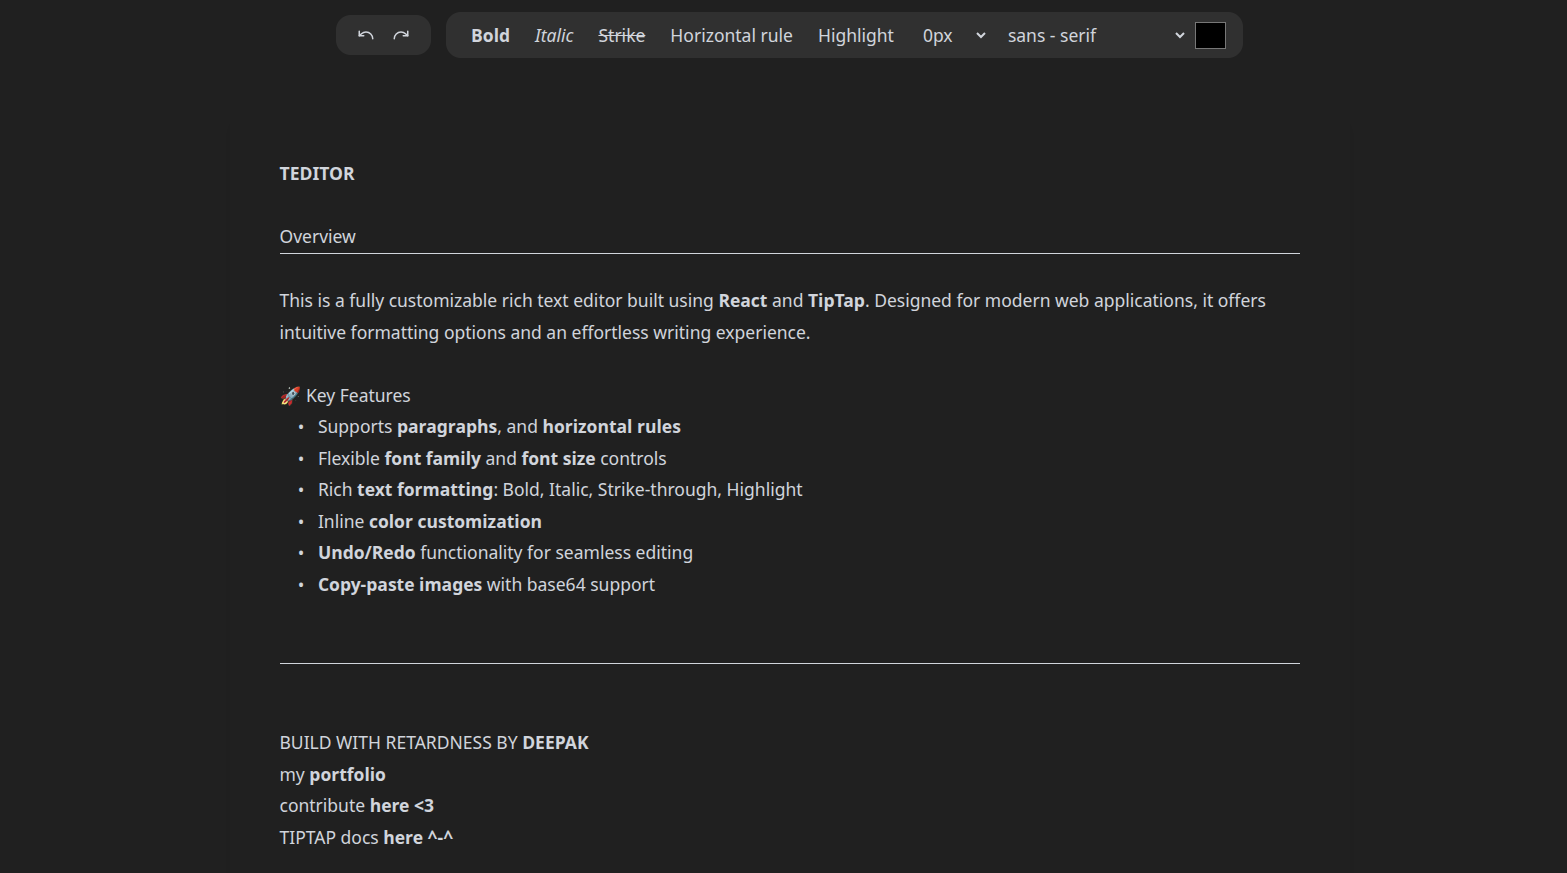 Bold Italic Strike Horizontal rule Highlight 0px sans - serif
TEDITOR
Overview
This is a fully customizable rich text editor built using React and TipTap. Designed for modern web applications, it offers
intuitive formatting options and an effortless writing experience.
🚀 Key Features
• Supports paragraphs, and horizontal rules
• Flexible font family and font size controls
• Rich text formatting: Bold, Italic, Strike-through, Highlight
• Inline color customization
• Undo/Redo functionality for seamless editing
• Copy-paste images with base64 support
BUILD WITH RETARDNESS BY DEEPAK
my portfolio
contribute here <3
TIPTAP docs here ^-^